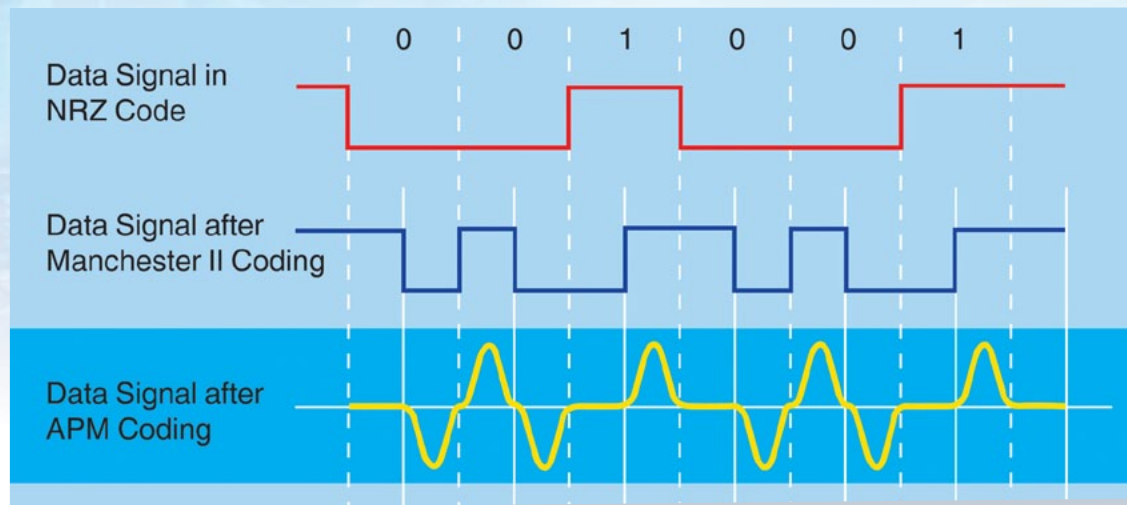 0 0 1 0 0 1
Data Signal in
NRZ Code
Data Signal after
Manchester II Coding
Data Signal after
APM Coding